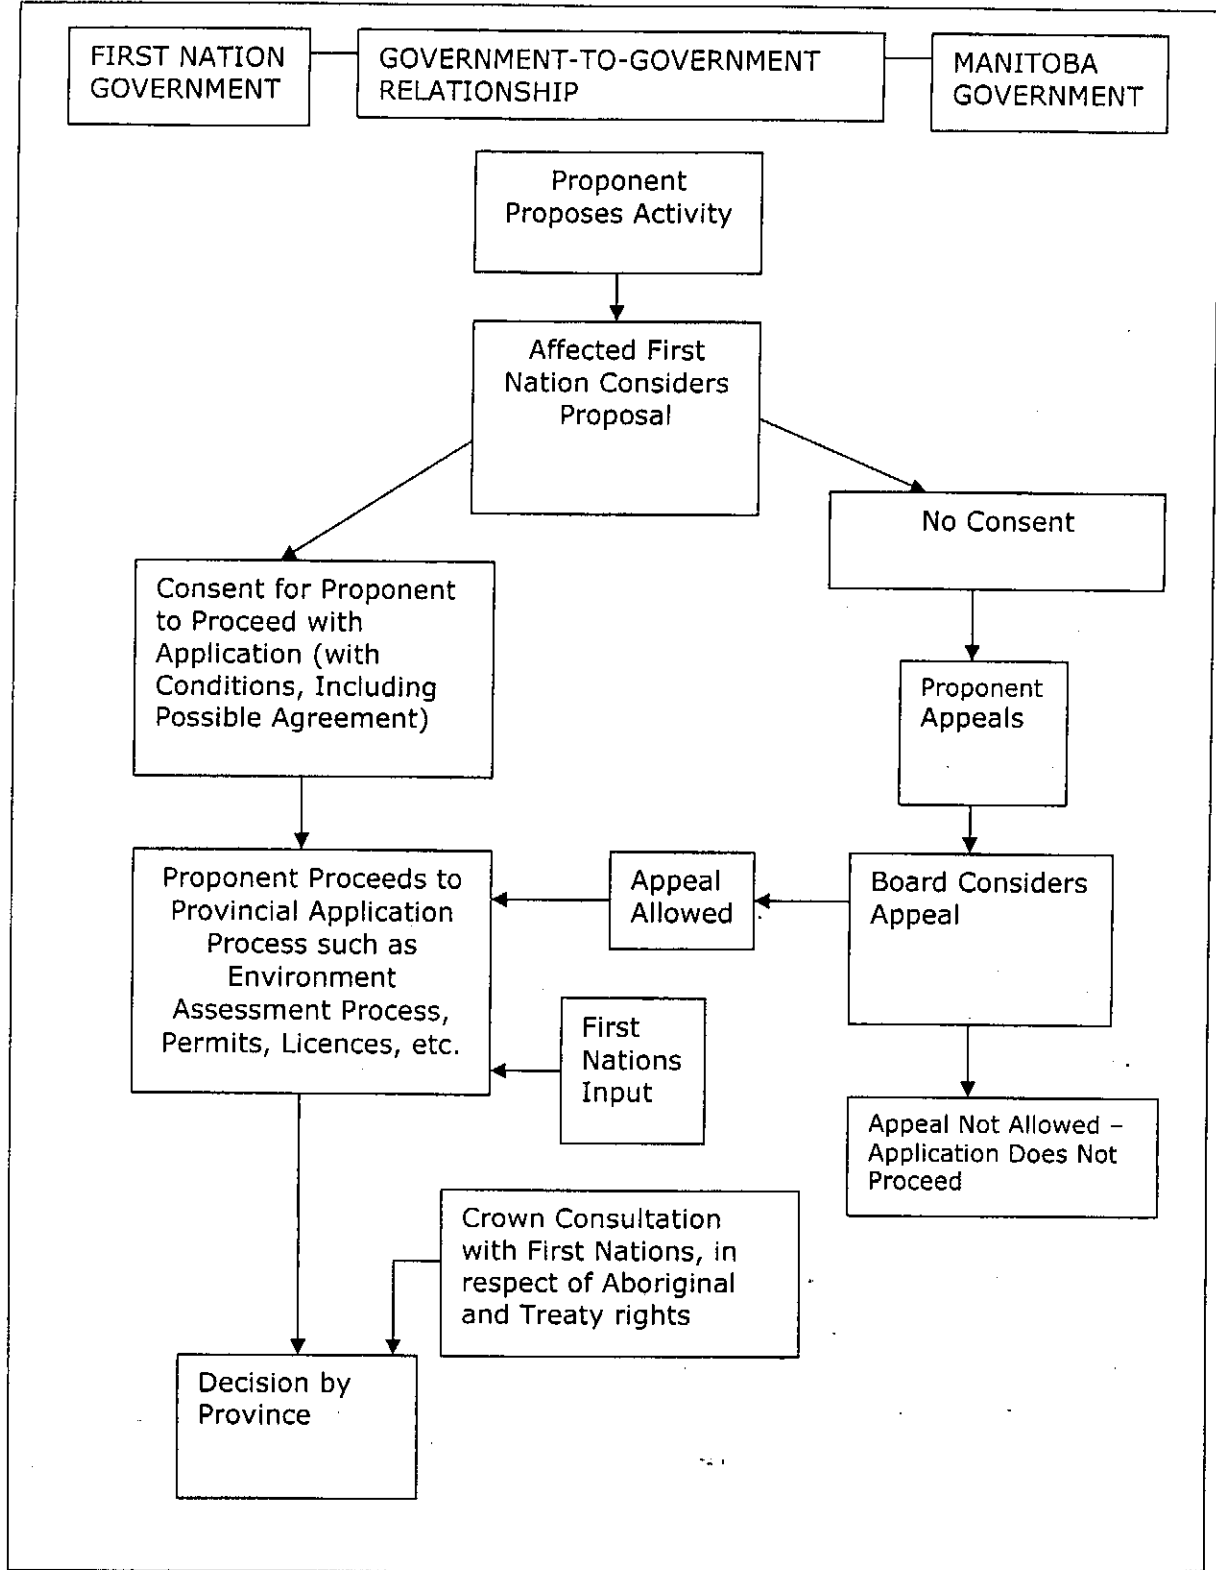 FIRST NATION
GOVERNMENT
GOVERNMENT-TO-GOVERNMENT
RELATIONSHIP
MANITOBA
GOVERNMENT
Proponent
Proposes Activity
Affected First
Nation Considers
Proposal
No Consent
Consent for Proponent
to Proceed with
Application (with
Conditions, Including
Possible Agreement)
Proponent
Appeals
Proponent Proceeds to
Provincial Application
Process such as
Environment
Assessment Process,
Permits, Licences, etc.
Appeal
Allowed
Board Considers
Appeal
First
Nations
Input
Appeal Not Allowed –
Application Does Not
Proceed
Crown Consultation
with First Nations, in
respect of Aboriginal
and Treaty rights
Decision by
Province